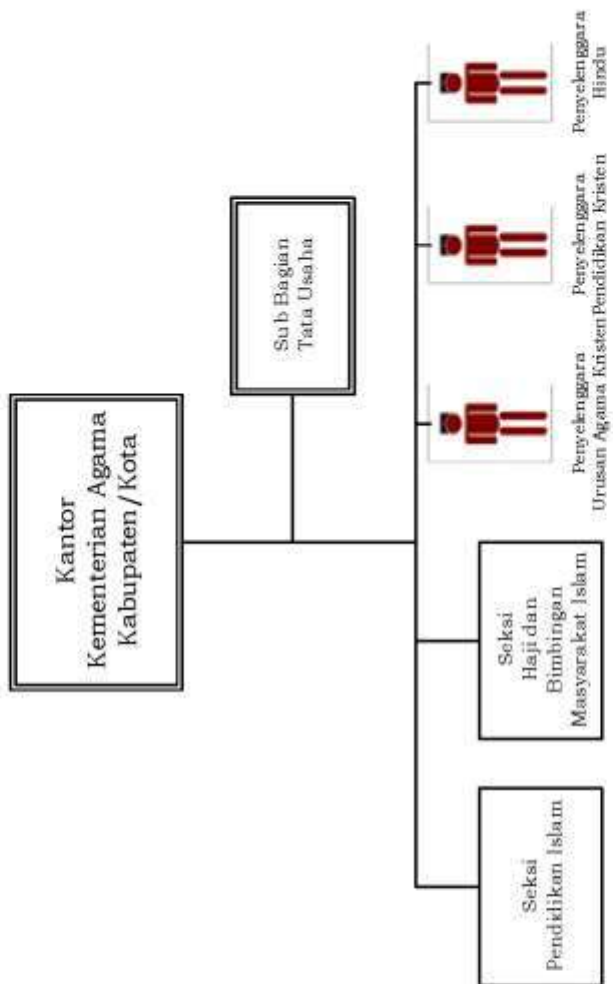 Kantor
Kementerian Agama
Kabupaten/Kota
Sub Bagian
Tata Usaha
Seksi
Pendidikan Islam
Seksi
Haji dan
Bimbingan
Masyarakat Islam
Penyelenggara
Urusan Agama Kristen
Penyelenggara
Pendidikan Kristen
Penyelenggara
Hindu